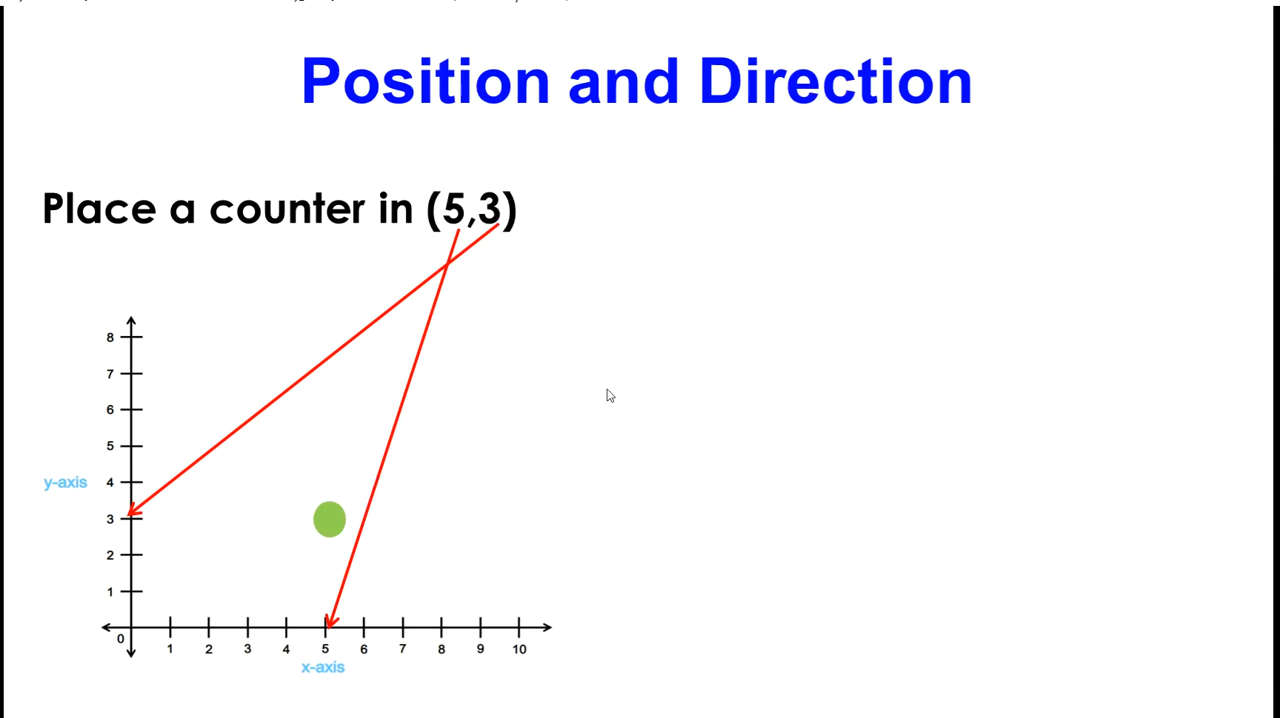 Position and Direction
Place a counter in (5,3)
8
7
6
5
y-axis 4
3
2
1
0 1 2 3 4 5 6 7 8 9 10
x-axis